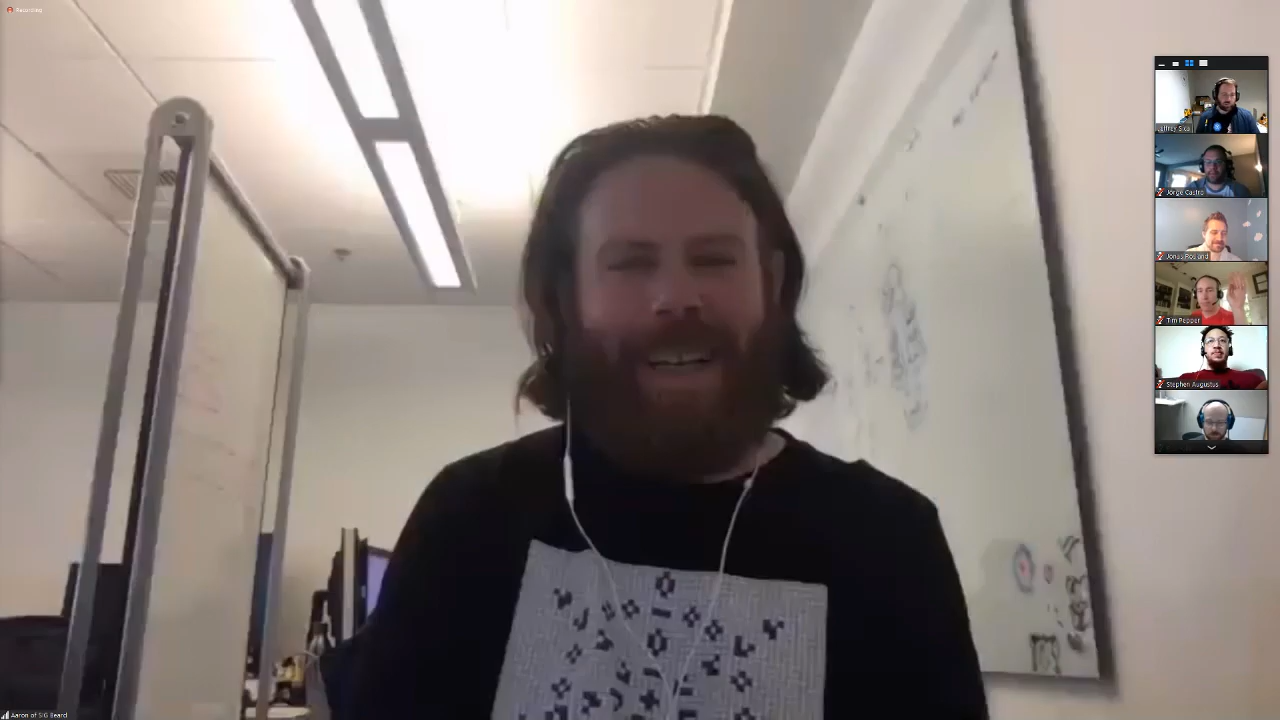 Recording
Jeffrey Sica
Jorge Castro
Jonas Rosland
Tim Pepper
Stephen Augustus
Aaron of SIG Beard